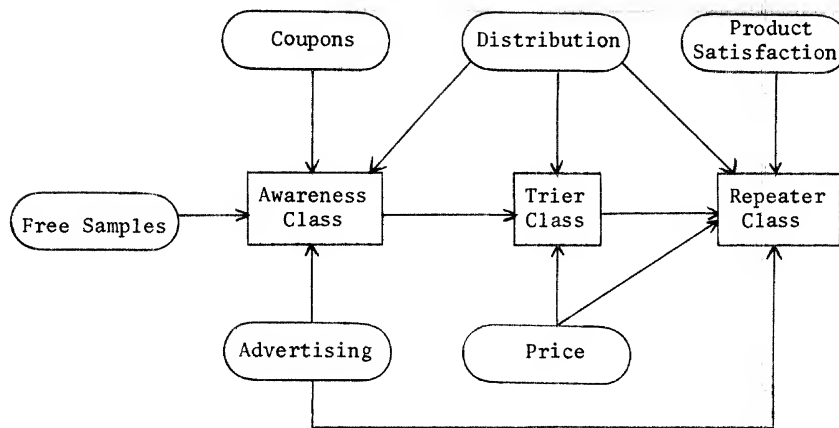 Coupons
Distribution
Product
Satisfaction
Free Samples
Awareness
Class
Trier
Class
Repeater
Class
Advertising
Price